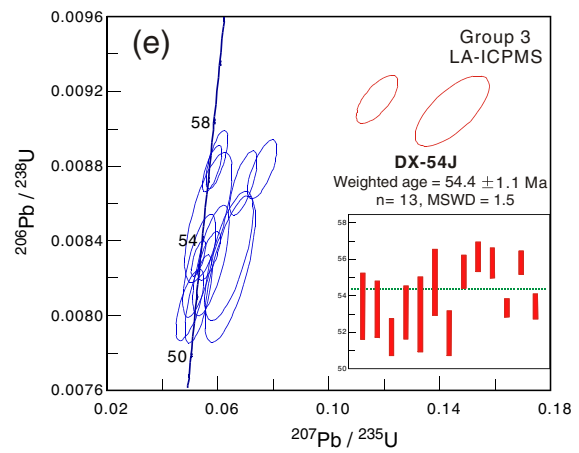 (e)
Group 3
LA-ICPMS
DX-54J
Weighted age = 54.4 ±1.1 Ma
n= 13, MSWD = 1.5
0.0096
0.0092
0.0088
0.0084
0.0080
0.0076
206Pb / 238U
58
54
50
58
56
54
52
50
0.02
0.06
0.10
0.14
0.18
207Pb / 235U